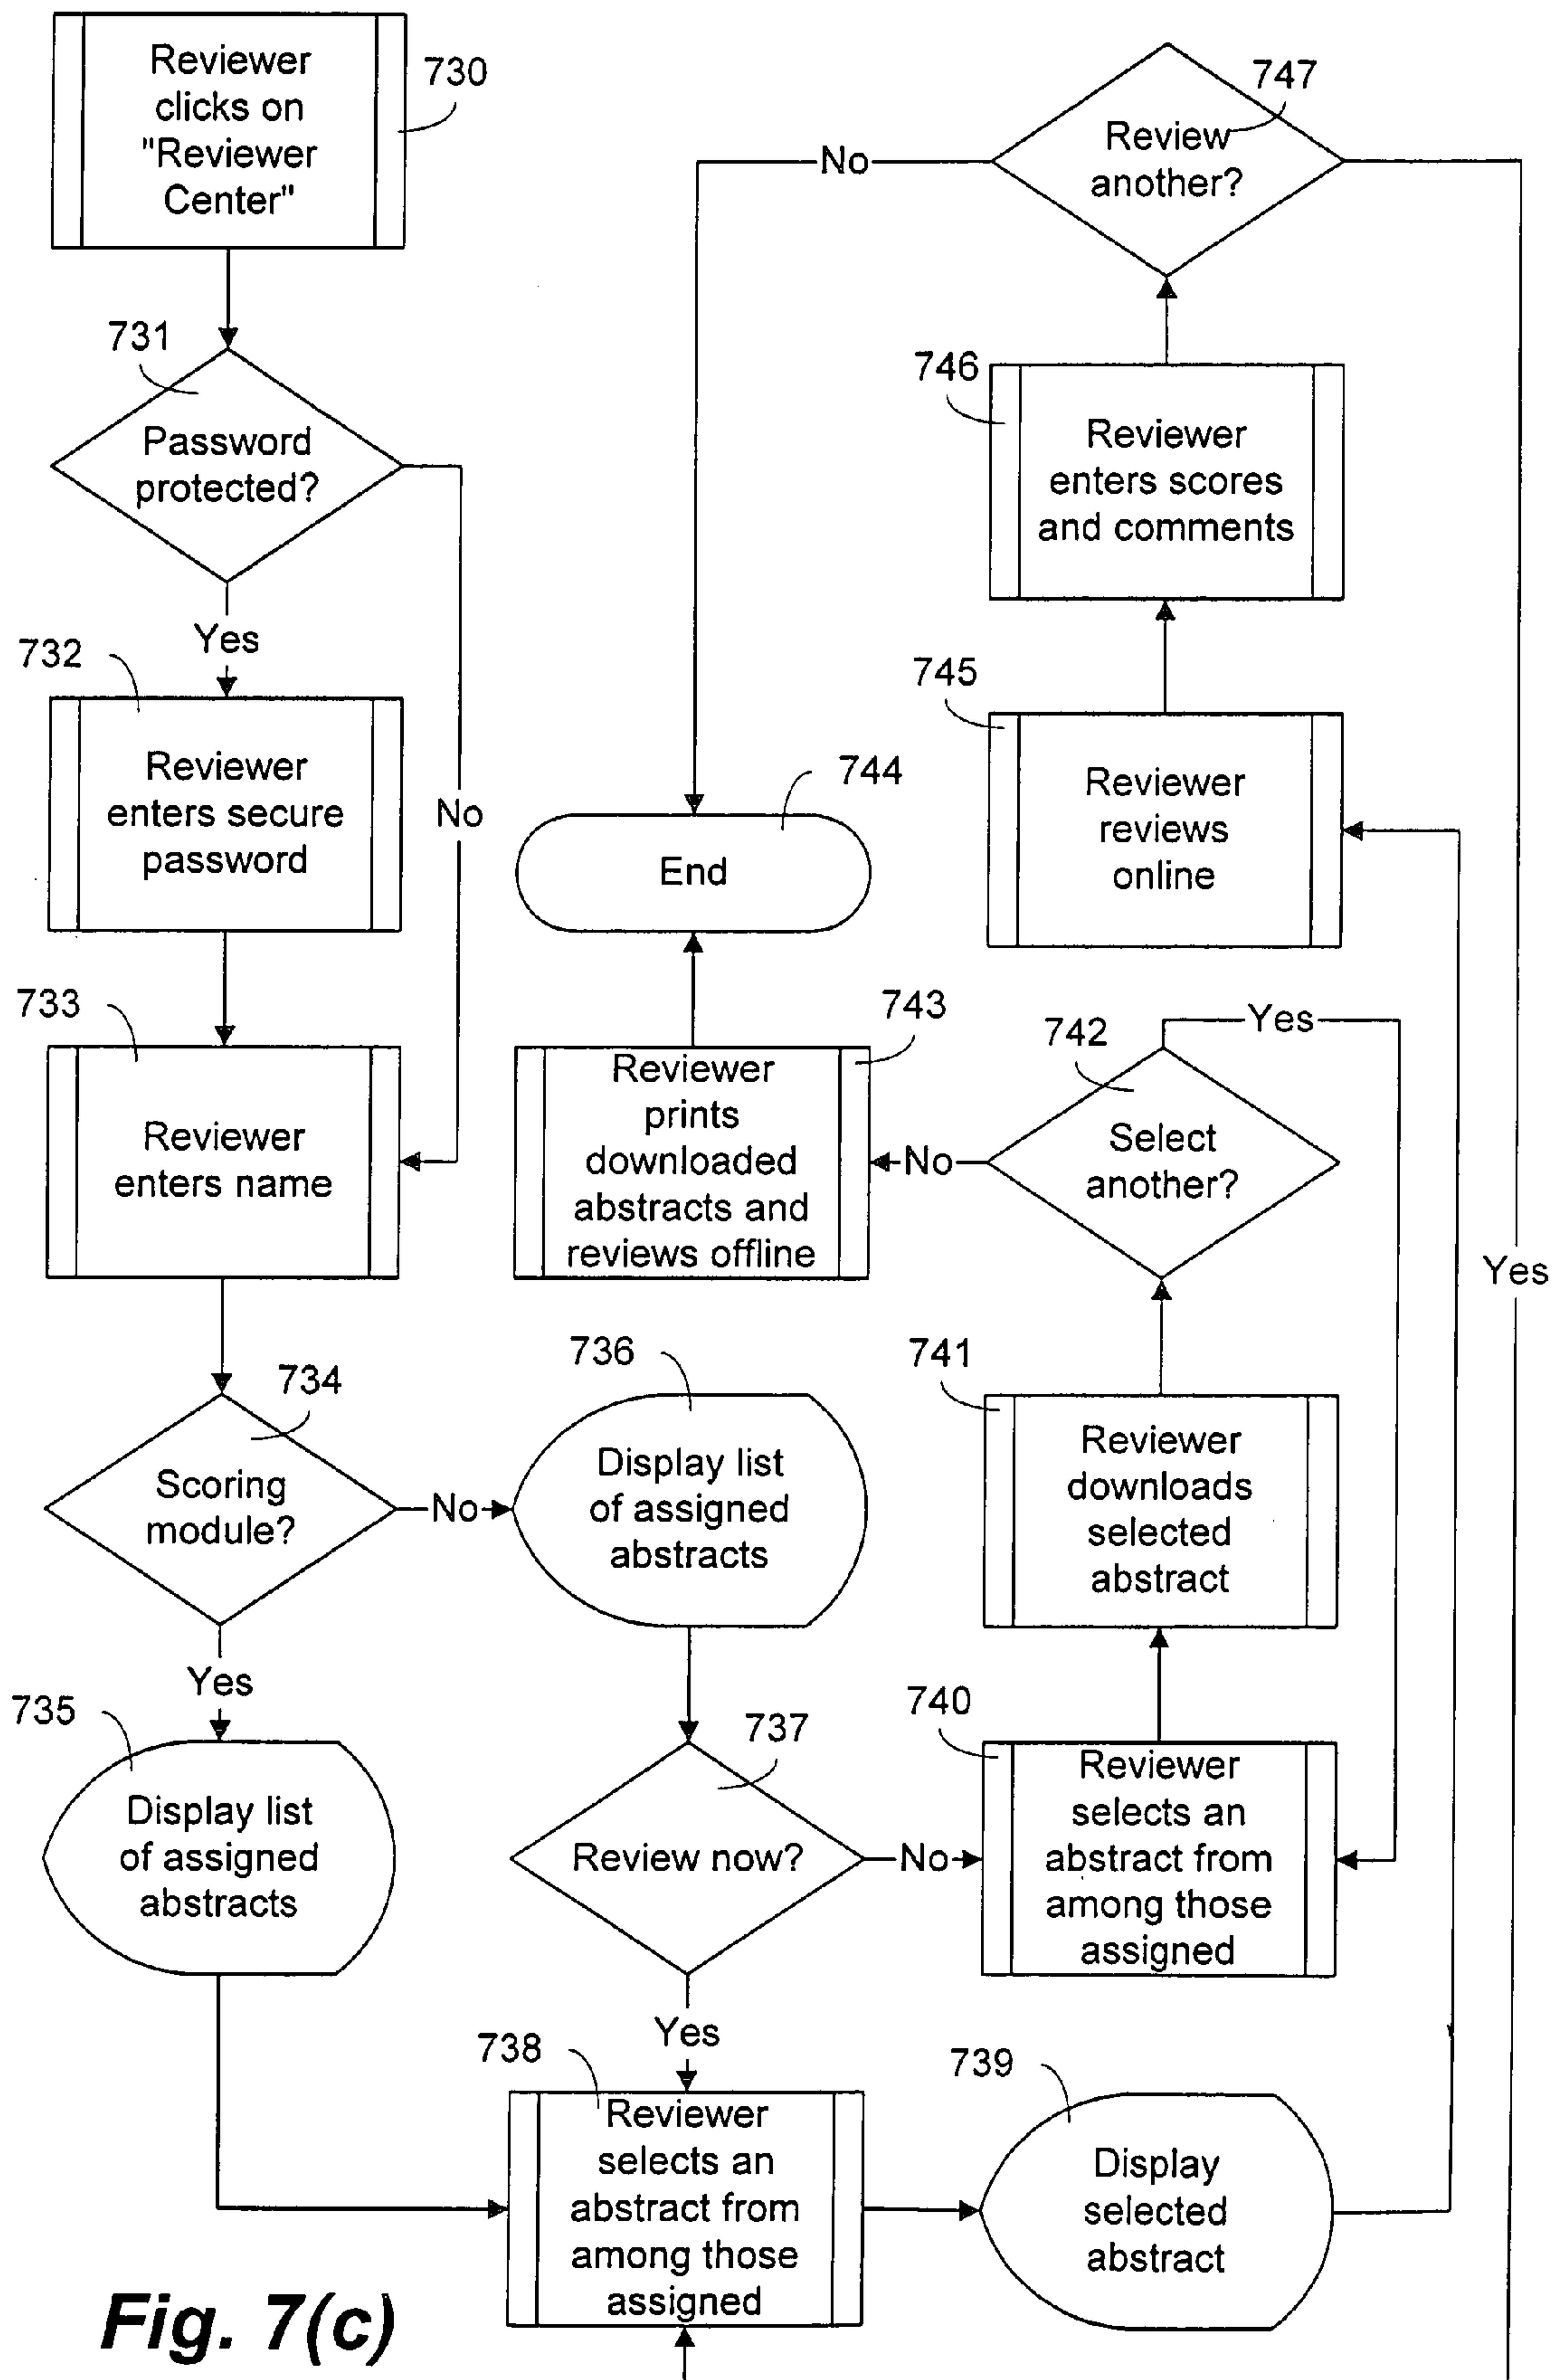 Reviewer
clicks on
"Reviewer
Center"
730
731
Password
protected?
Yes
No
732
Reviewer
enters secure
password
733
Reviewer
enters name
734
Scoring
module?
No
Yes
735
Display list
of assigned
abstracts
736
Display list
of assigned
abstracts
737
Review now?
No
Yes
738
Reviewer
selects an
abstract from
among those
assigned
739
Display
selected
abstract
740
Reviewer
selects an
abstract from
among those
assigned
741
Reviewer
downloads
selected
abstract
742
Select
another?
Yes
No
743
Reviewer
prints
downloaded
abstracts and
reviews offline
744
End
745
Reviewer
reviews
online
746
Reviewer
enters scores
and comments
747
Review
another?
No
Yes
Fig. 7(c)